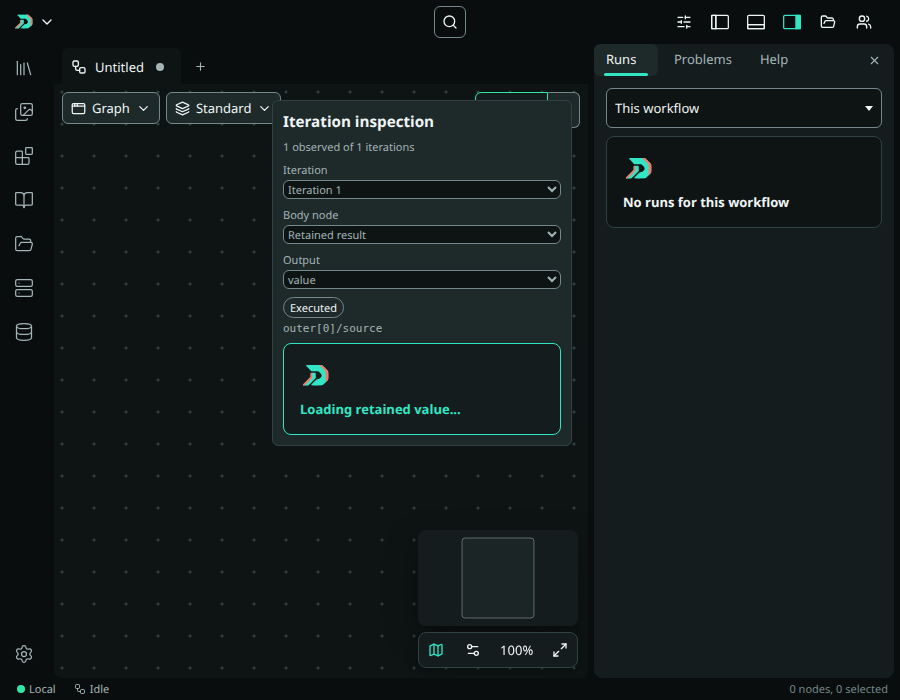 Untitled
Runs
Problems
Help
Graph
Standard
This workflow
No runs for this workflow
Iteration inspection
1 observed of 1 iterations
Iteration
Iteration 1
Body node
Retained result
Output
value
Executed
outer[0]/source
Loading retained value...
100%
Local
Idle
0 nodes, 0 selected